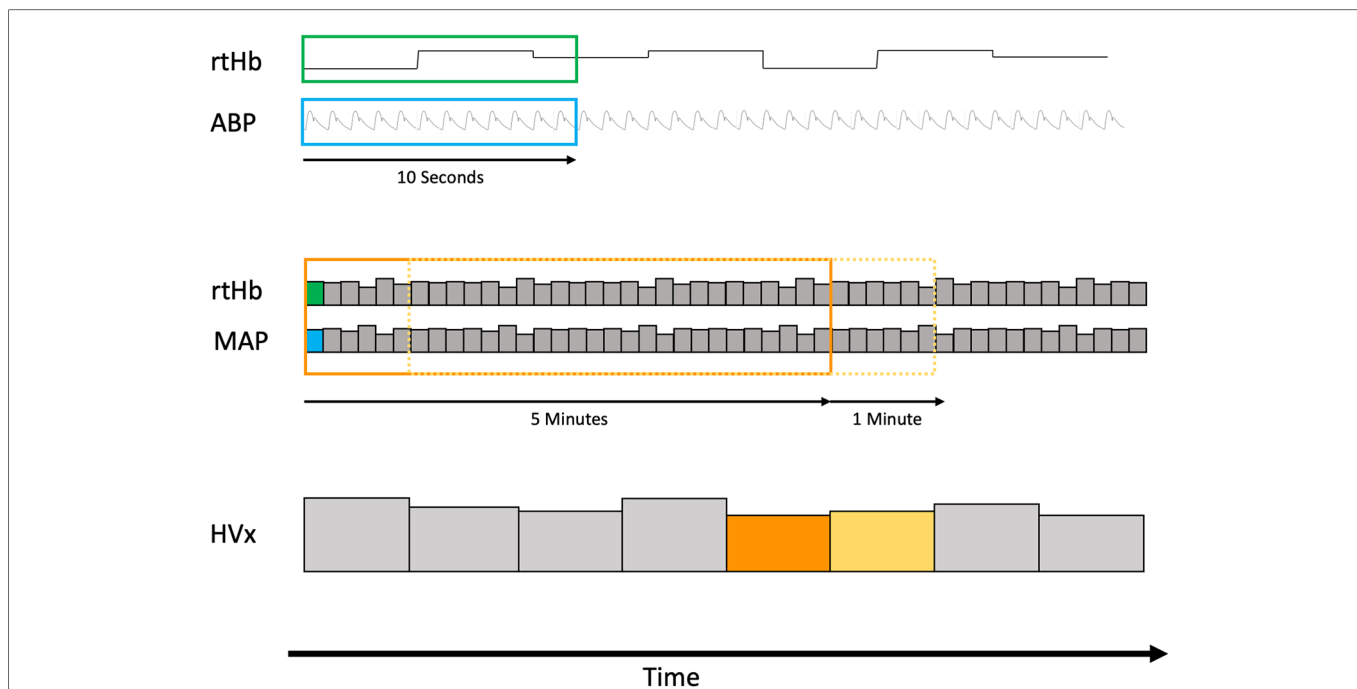 rtHb
ABP
10 Seconds
rtHb
MAP
5 Minutes
1 Minute
HVx
Time